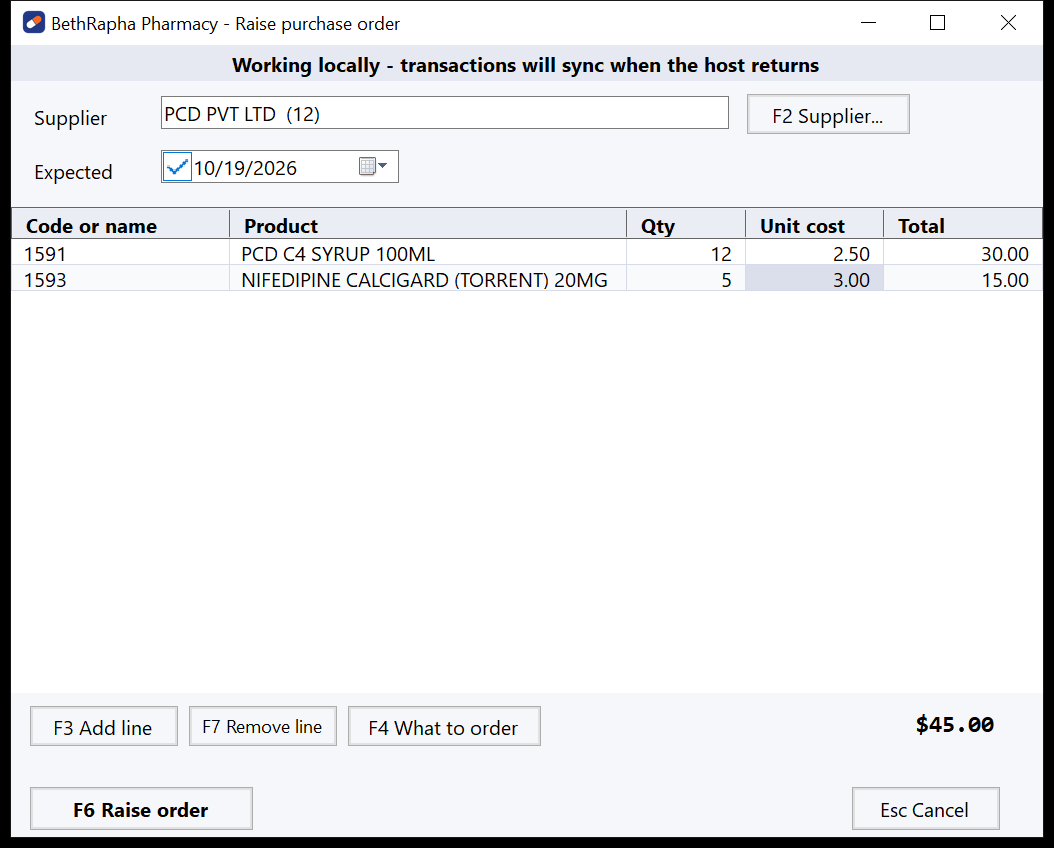 BethRapha Pharmacy - Raise purchase order
Working locally - transactions will sync when the host returns
Supplier PCD PVT LTD (12) F2 Supplier...
Expected 10/19/2026
Code or name Product Qty Unit cost Total
1591 PCD C4 SYRUP 100ML 12 2.50 30.00
1593 NIFEDIPINE CALCIGARD (TORRENT) 20MG 5 3.00 15.00
F3 Add line F7 Remove line F4 What to order $45.00
F6 Raise order Esc Cancel